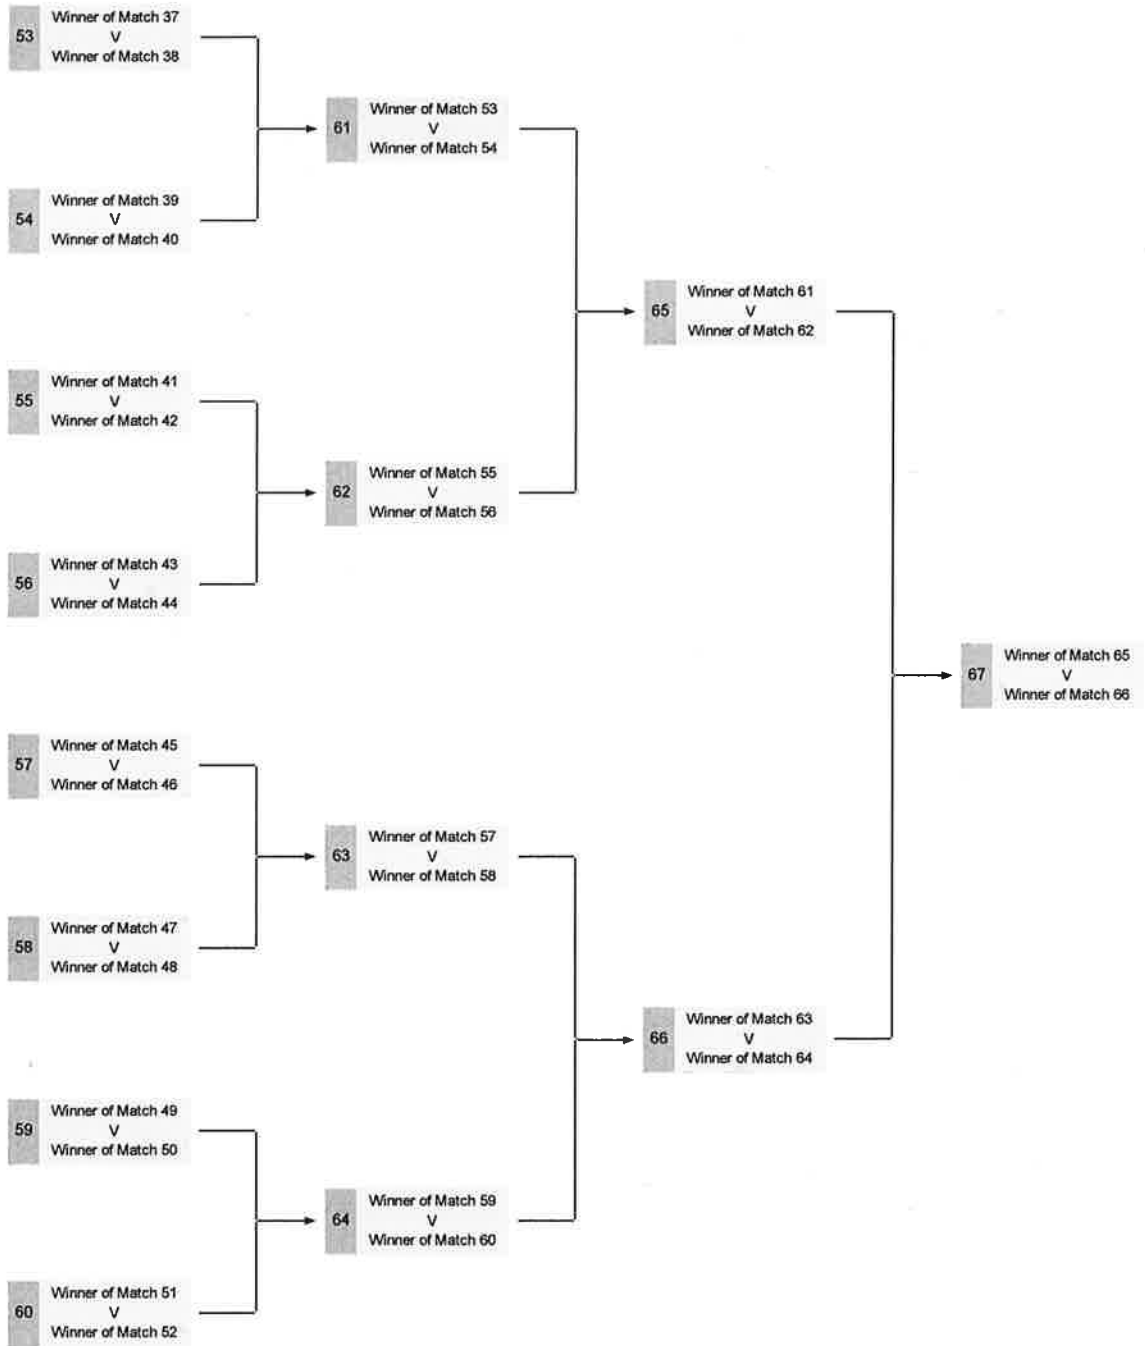 53
Winner of Match 37
V
Winner of Match 38
54
Winner of Match 39
V
Winner of Match 40
55
Winner of Match 41
V
Winner of Match 42
56
Winner of Match 43
V
Winner of Match 44
57
Winner of Match 45
V
Winner of Match 46
58
Winner of Match 47
V
Winner of Match 48
59
Winner of Match 49
V
Winner of Match 50
60
Winner of Match 51
V
Winner of Match 52
61
Winner of Match 53
V
Winner of Match 54
62
Winner of Match 55
V
Winner of Match 56
63
Winner of Match 57
V
Winner of Match 58
64
Winner of Match 59
V
Winner of Match 60
65
Winner of Match 61
V
Winner of Match 62
66
Winner of Match 63
V
Winner of Match 64
67
Winner of Match 65
V
Winner of Match 66